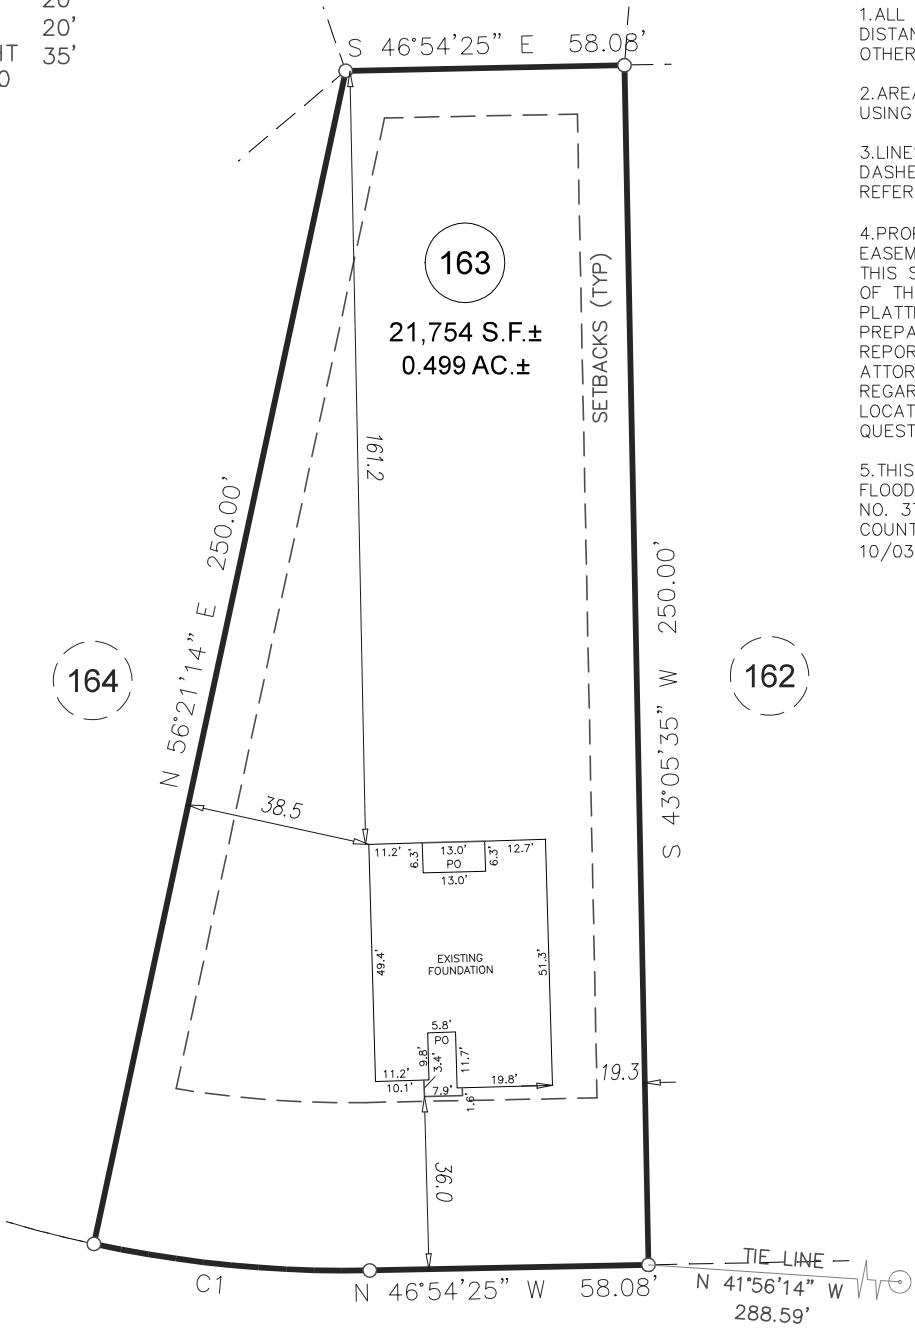 20'
20'
HT 35'
S 46°54'25" E 58.08'
163
21,754 S.F.±
0.499 AC.±
SETBACKS (TYP)
161.2
N 56°21'14" E 250.00'
S 43°05'35" W 250.00'
164
162
38.5
11.2'
6.3'
13.0'
PO
13.0'
6.3'
12.7'
49.4'
EXISTING
FOUNDATION
51.3'
5.8'
PO
9.8'
3.4'
11.7'
11.2'
10.1'
7.9'
1.6'
19.8'
19.3
36.0
C1
N 46°54'25" W 58.08'
TIE LINE
N 41°56'14" W
288.59'
1.ALL
DISTAN
OTHER
2.AREA
USING
3.LINES
DASHE
REFER
4.PROP
EASEM
THIS S
OF TH
PLATTE
PREPA
REPOR
ATTOR
REGAR
LOCAT
QUEST
5.THIS
FLOOD
NO. 37
COUNT
10/03